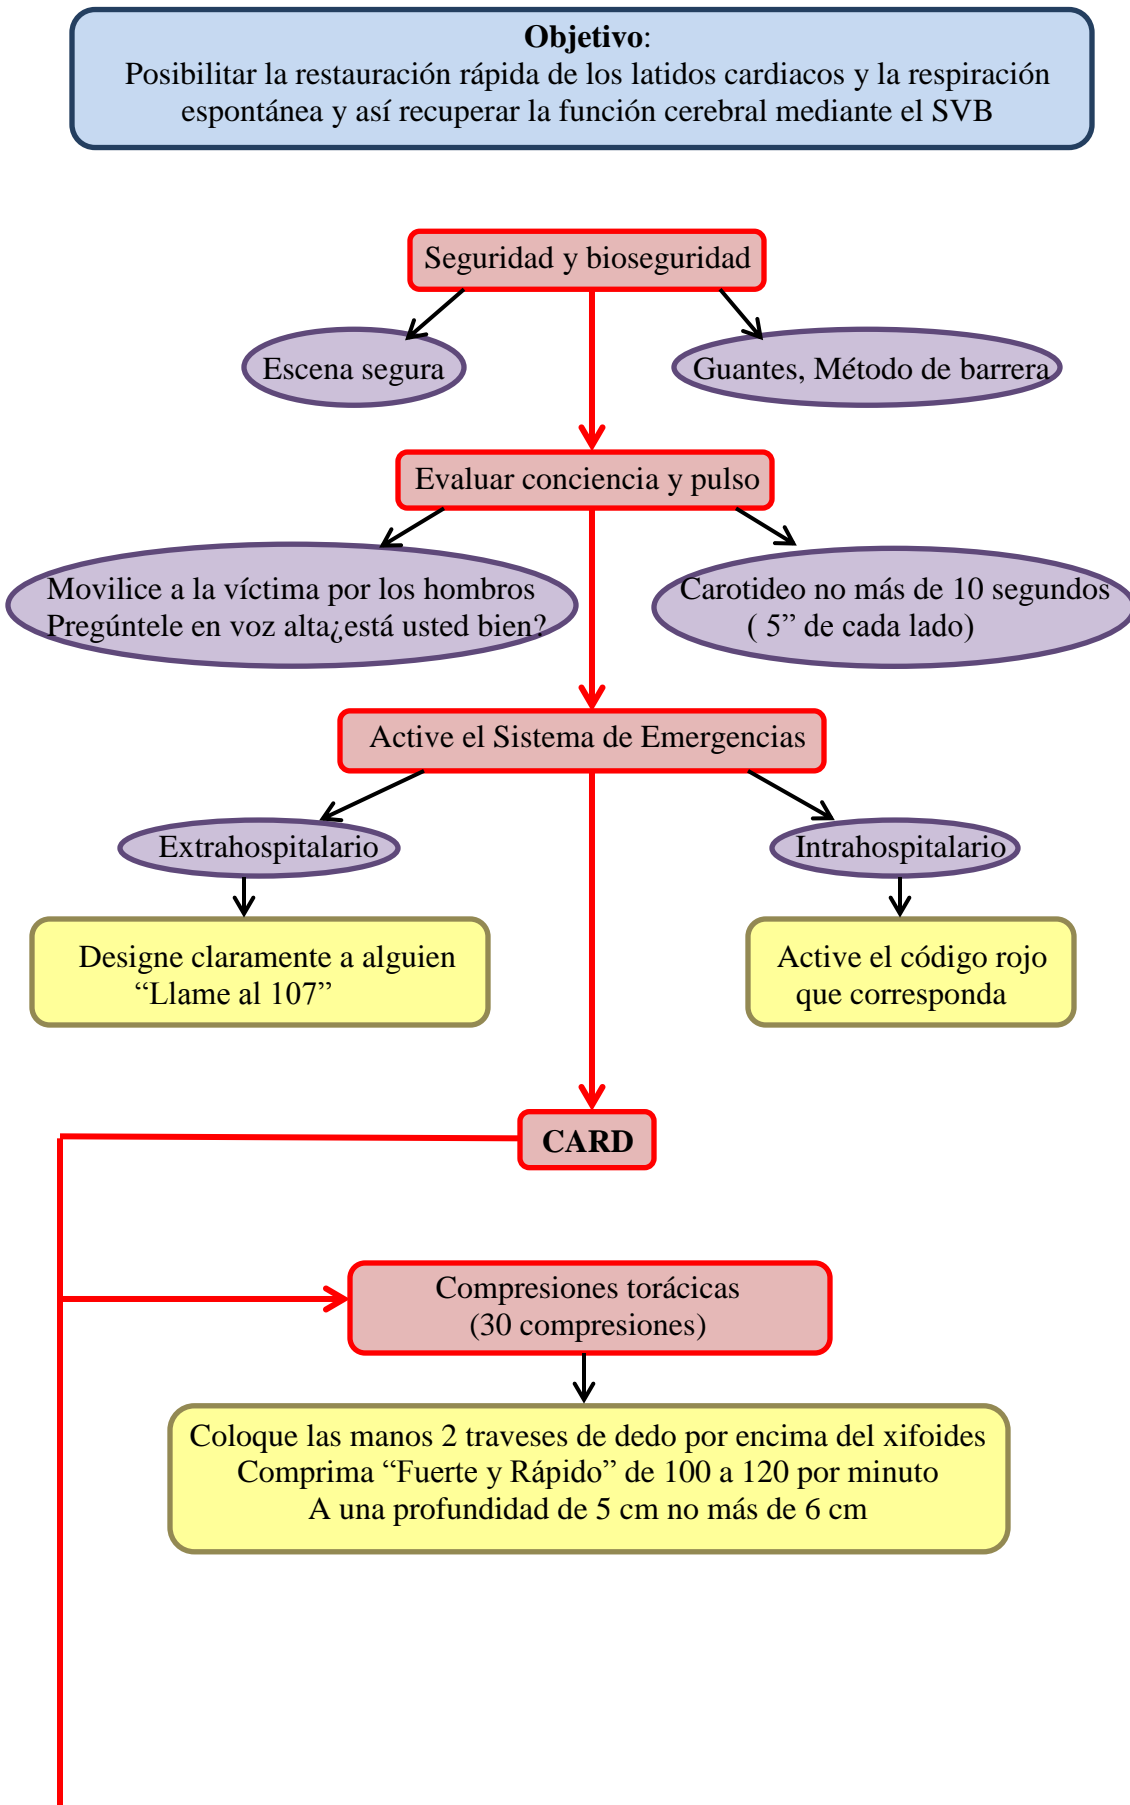 Objetivo:
Posibilitar la restauración rápida de los latidos cardiacos y la respiración
espontánea y así recuperar la función cerebral mediante el SVB
Seguridad y bioseguridad
Escena segura
Guantes, Método de barrera
Evaluar conciencia y pulso
Movilice a la víctima por los hombros
Pregúntele en voz alta¿está usted bien?
Carotideo no más de 10 segundos
( 5” de cada lado)
Active el Sistema de Emergencias
Extrahospitalario
Intrahospitalario
Designe claramente a alguien
“Llame al 107”
Active el código rojo
que corresponda
CARD
Compresiones torácicas
(30 compresiones)
Coloque las manos 2 traveses de dedo por encima del xifoides
Comprima “Fuerte y Rápido” de 100 a 120 por minuto
A una profundidad de 5 cm no más de 6 cm